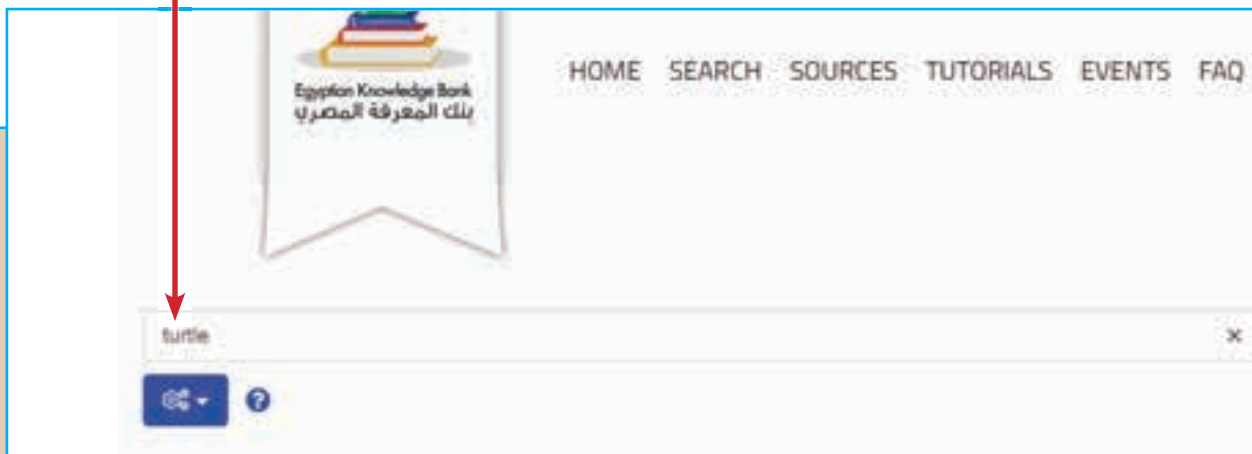 Egyptian Knowledge Bank
بنك المعرفة المصري
HOME SEARCH SOURCES TUTORIALS EVENTS FAQ
turtle